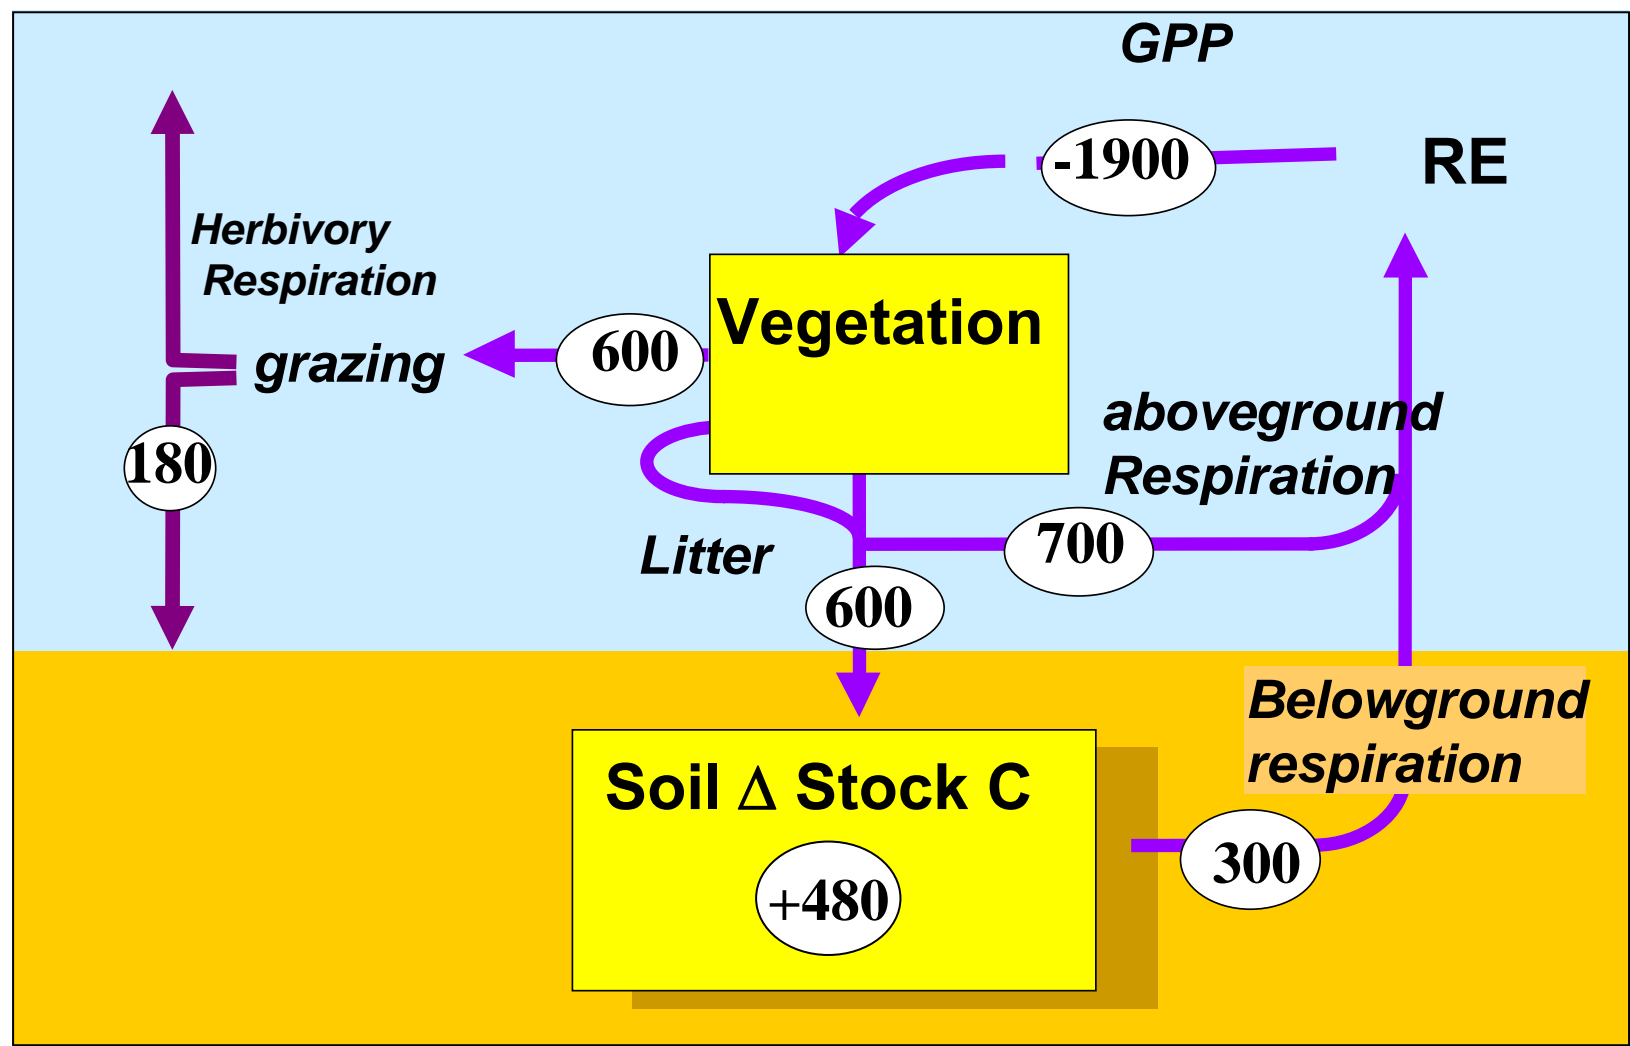 GPP
-1900
RE
Herbivory
Respiration
Vegetation
600
grazing
aboveground
Respiration
180
Litter
700
600
Belowground
respiration
Soil Δ Stock C
300
+480